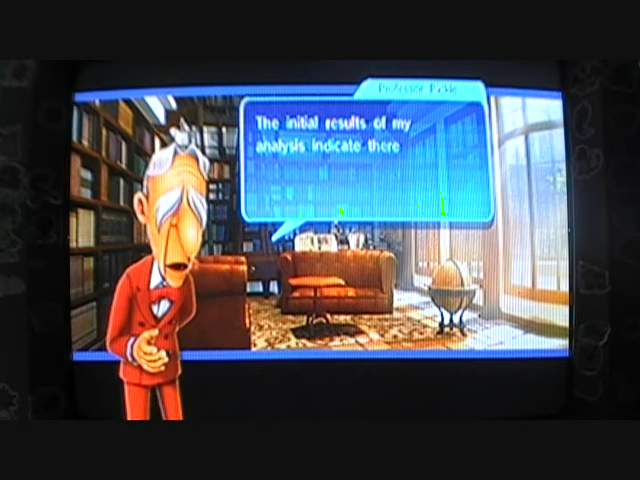 Professor Pickle
The initial results of my
analysis indicate there